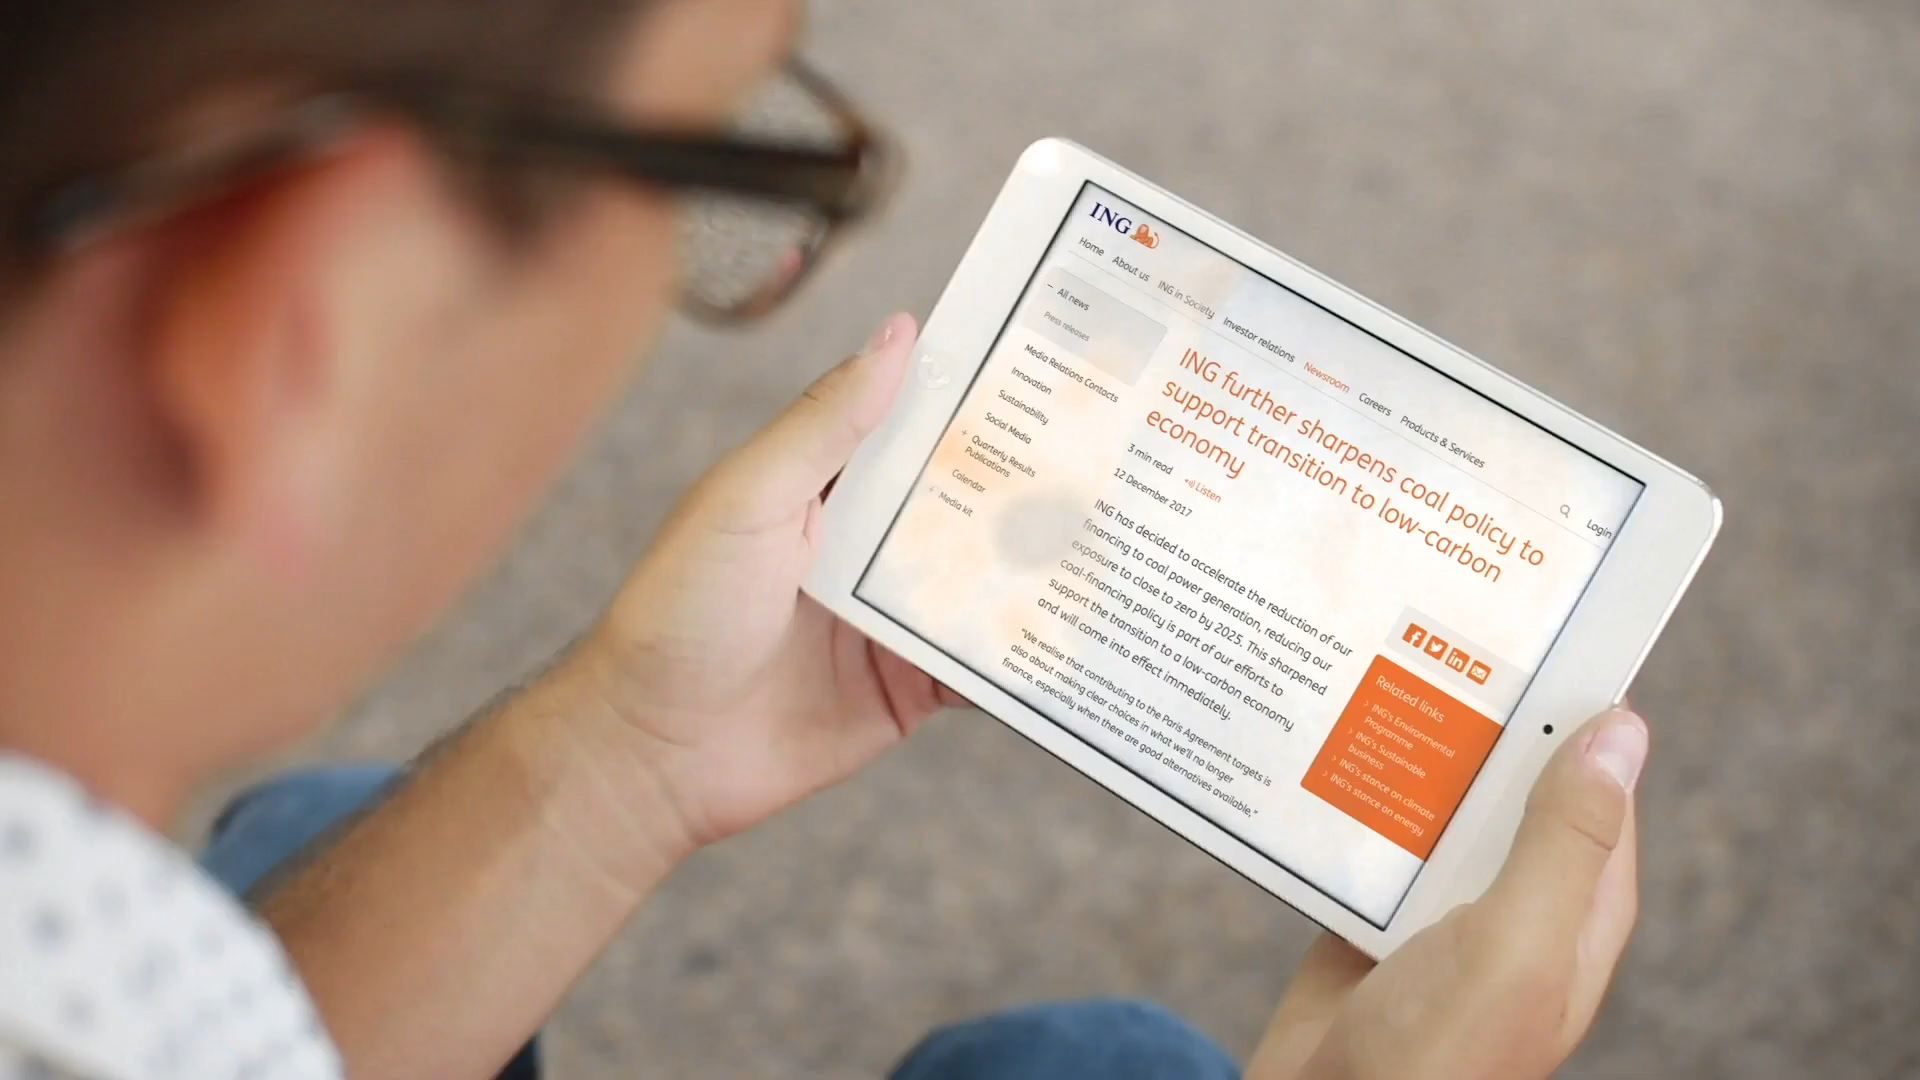 ING
Home About us ING in Society Investor relations Newsroom Careers Products & Services Login
– All news
Press releases
Media Relations Contacts
Innovation
Sustainability
Social Media
+ Quarterly Results
Publications
Calendar
Media kit
ING further sharpens coal policy to
support transition to low-carbon
economy
3 min read Listen
12 December 2017
ING has decided to accelerate the reduction of our
financing to coal power generation, reducing our
exposure to close to zero by 2025. This sharpened
coal-financing policy is part of our efforts to
support the transition to a low-carbon economy
and will come into effect immediately.
"We realise that contributing to the Paris Agreement targets is
also about making clear choices in what we'll no longer
finance, especially when there are good alternatives available,"
Related links
› ING's Environmental
Programme
› ING's Sustainable
business
› ING's stance on climate
› ING's stance on energy